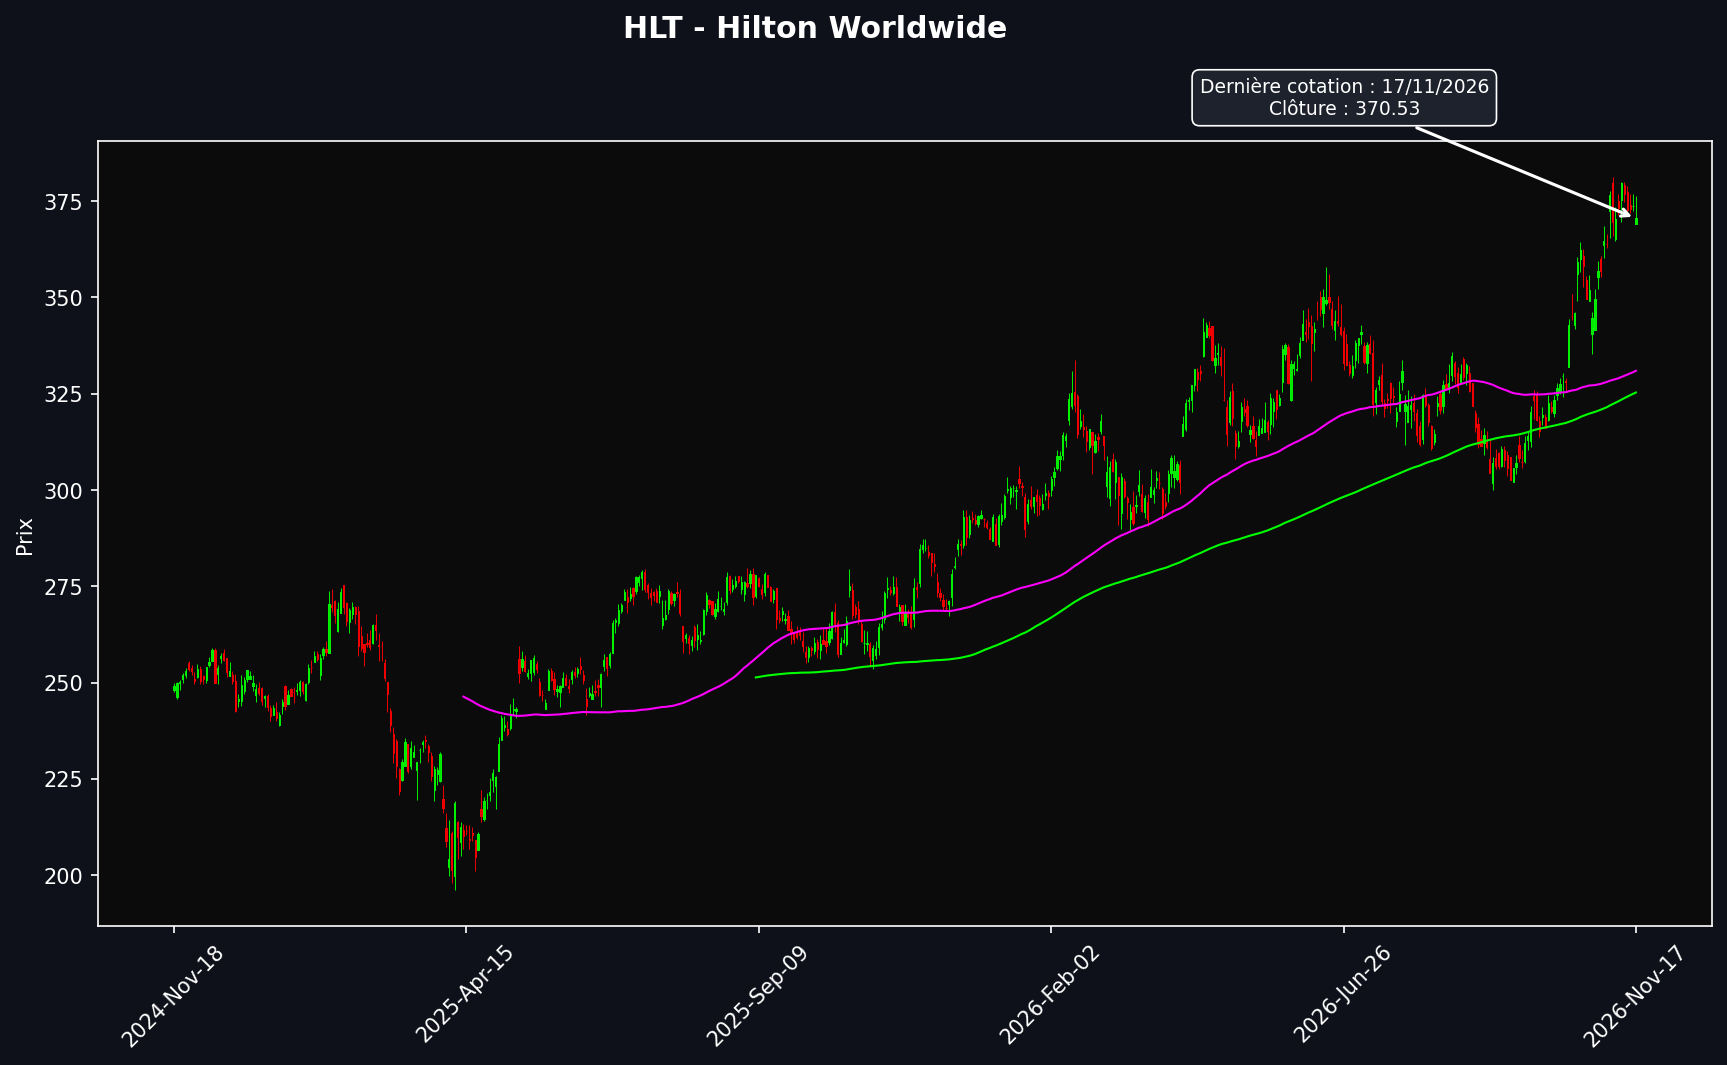 HLT - Hilton Worldwide
Dernière cotation : 17/11/2026
Clôture : 370.53
Prix
375
350
325
300
275
250
225
200
2024-Nov-18
2025-Apr-15
2025-Sep-09
2026-Feb-02
2026-Jun-26
2026-Nov-17